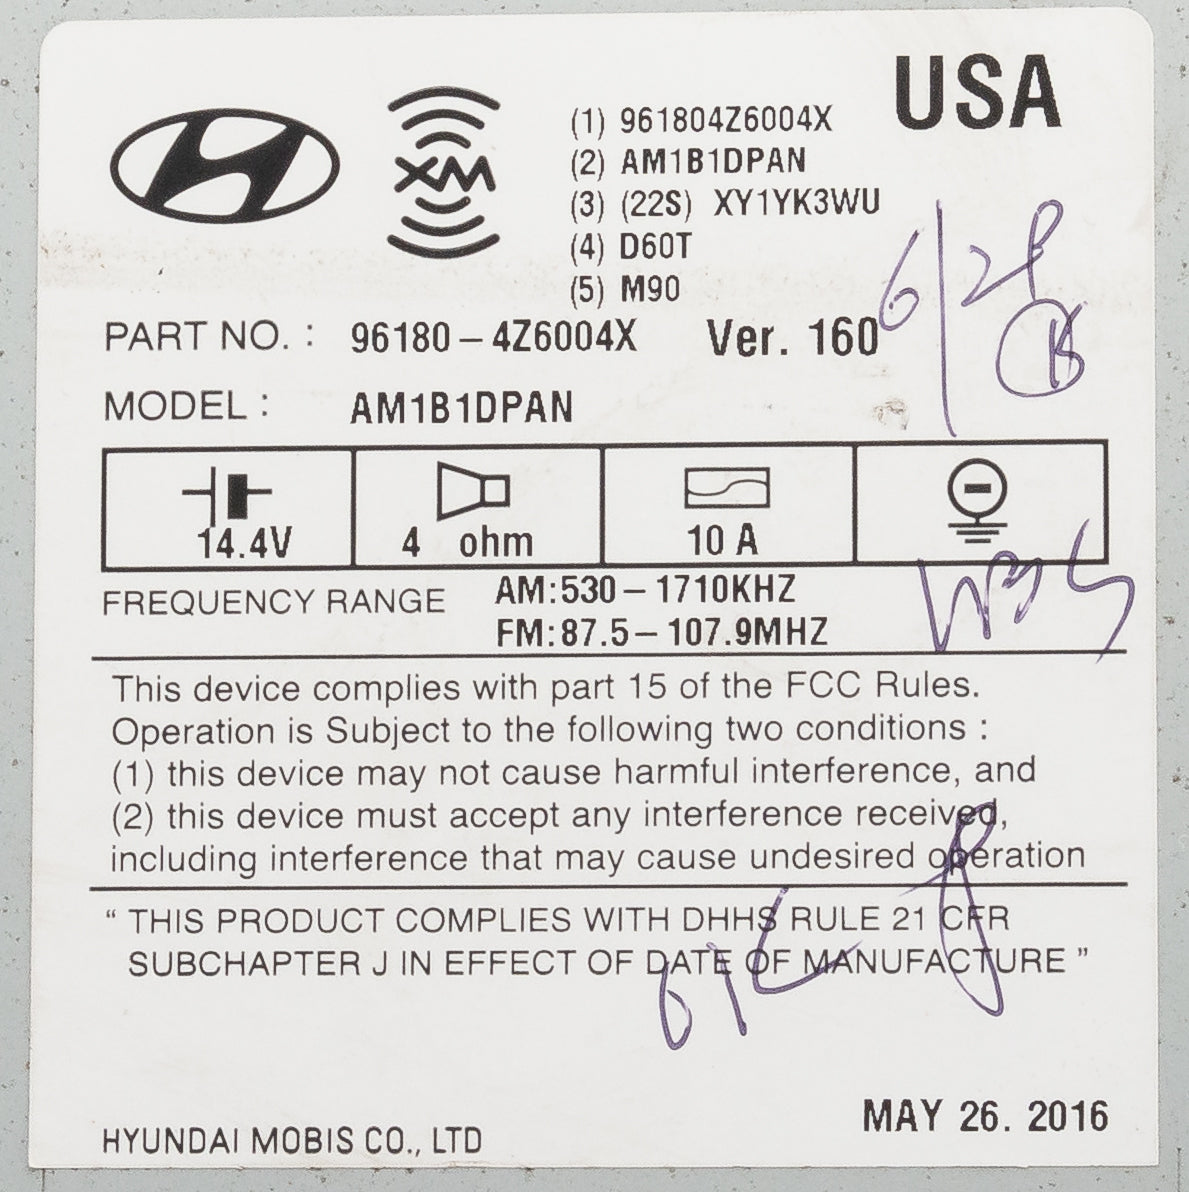 USA
XM
(1) 961804Z6004X
(2) AM1B1DPAN
(3) (22S) XY1YK3WU
(4) D60T
(5) M90
PART NO. : 96180-4Z6004X Ver. 160
MODEL : AM1B1DPAN
14.4V 4 ohm 10 A
FREQUENCY RANGE AM:530-1710KHZ
FM:87.5-107.9MHZ
This device complies with part 15 of the FCC Rules.
Operation is Subject to the following two conditions :
(1) this device may not cause harmful interference, and
(2) this device must accept any interference received,
including interference that may cause undesired operation
“ THIS PRODUCT COMPLIES WITH DHHS RULE 21 CFR
SUBCHAPTER J IN EFFECT OF DATE OF MANUFACTURE ”
MAY 26. 2016
HYUNDAI MOBIS CO., LTD